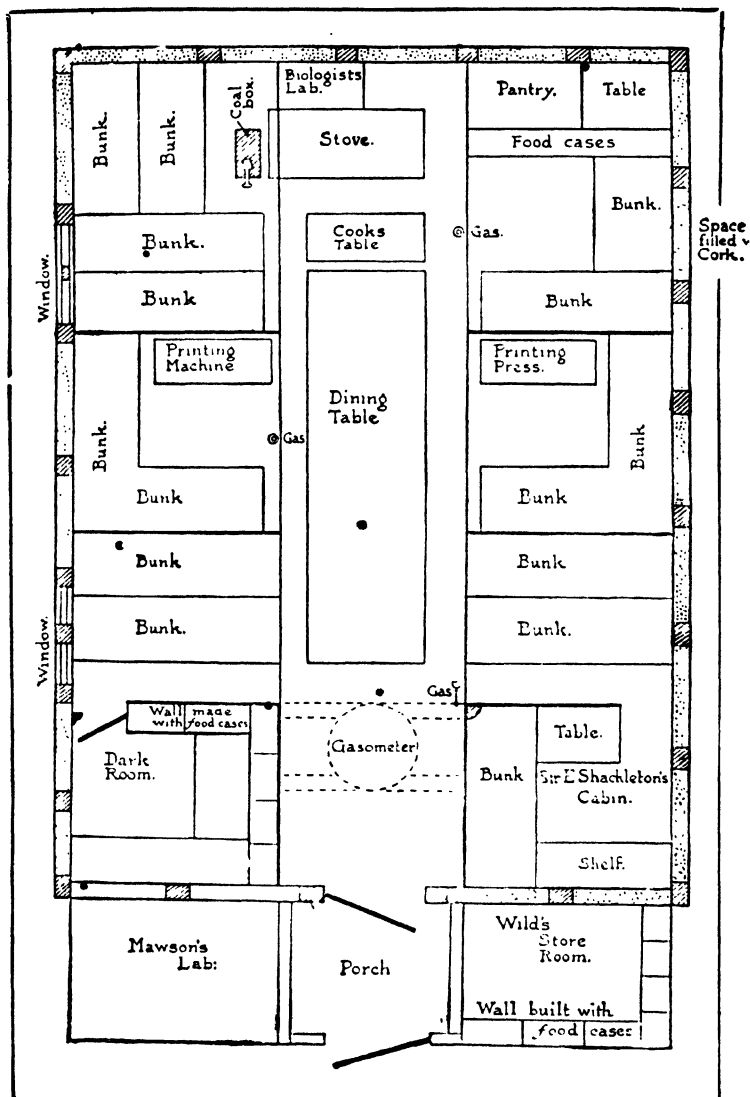 Biologists
Lab.
Coal
box.
Pantry.
Table
Stove.
Food cases
Bunk.
Bunk.
Bunk.
Cooks
Table
Gas.
Bunk.
Space
filled
Cork.
Window.
Bunk
Bunk
Printing
Machine
Printing
Press.
Dining
Table
Bunk.
Gas
Bunk
Bunk
Bunk
Bunk
Bunk
Bunk.
Bunk.
Window.
Gas
Wall made
with food cases
Gasometer
Table.
Dark
Room.
Bunk
Sir E Shackleton's
Cabin.
Shelf.
Mawson's
Lab:
Porch
Wild's
Store
Room.
Wall built with
food cases